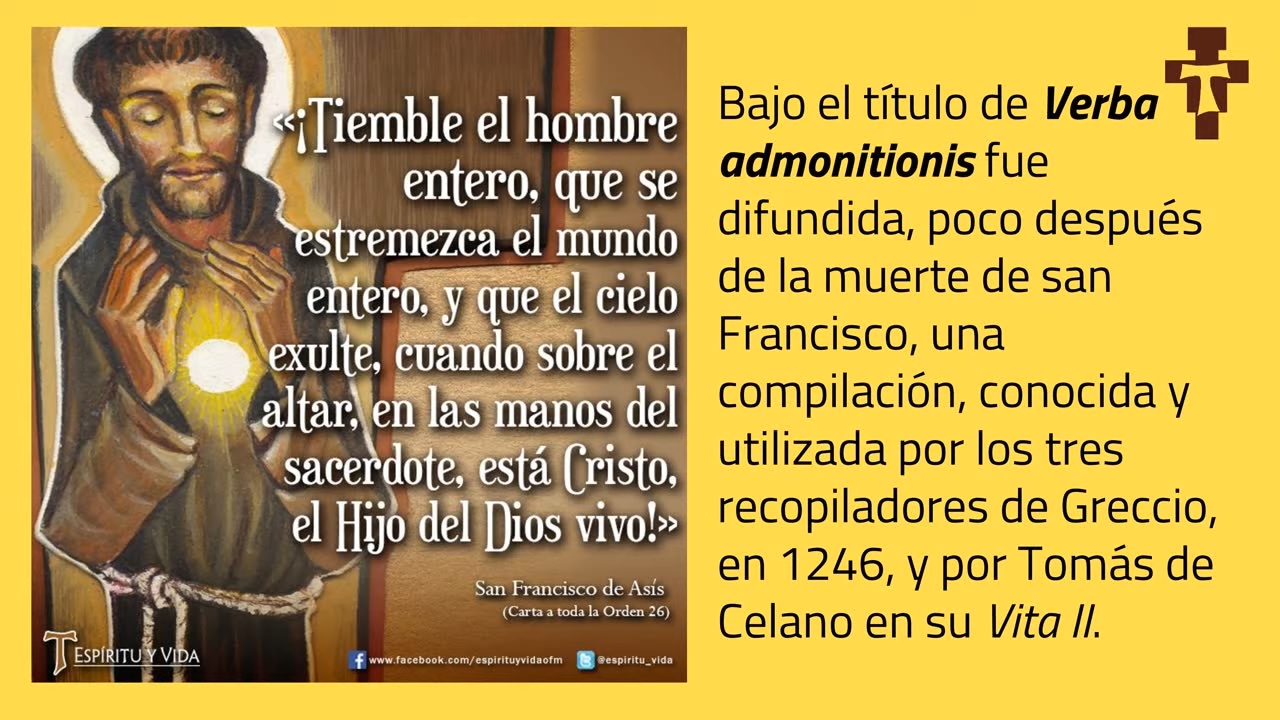 «¡Tiemble el hombre
entero, que se
estremezca el mundo
entero, y que el cielo
exulte, cuando sobre el
altar, en las manos del
sacerdote, está Cristo,
el Hijo del Dios vivo!»
San Francisco de Asís
(Carta a toda la Orden 26)
ESPÍRITU Y VIDA
www.facebook.com/espirituyvidaofm
@espiritu_vida
Bajo el título de Verba
admonitionis fue
difundida, poco después
de la muerte de san
Francisco, una
compilación, conocida y
utilizada por los tres
recopiladores de Greccio,
en 1246, y por Tomás de
Celano en su Vita II.